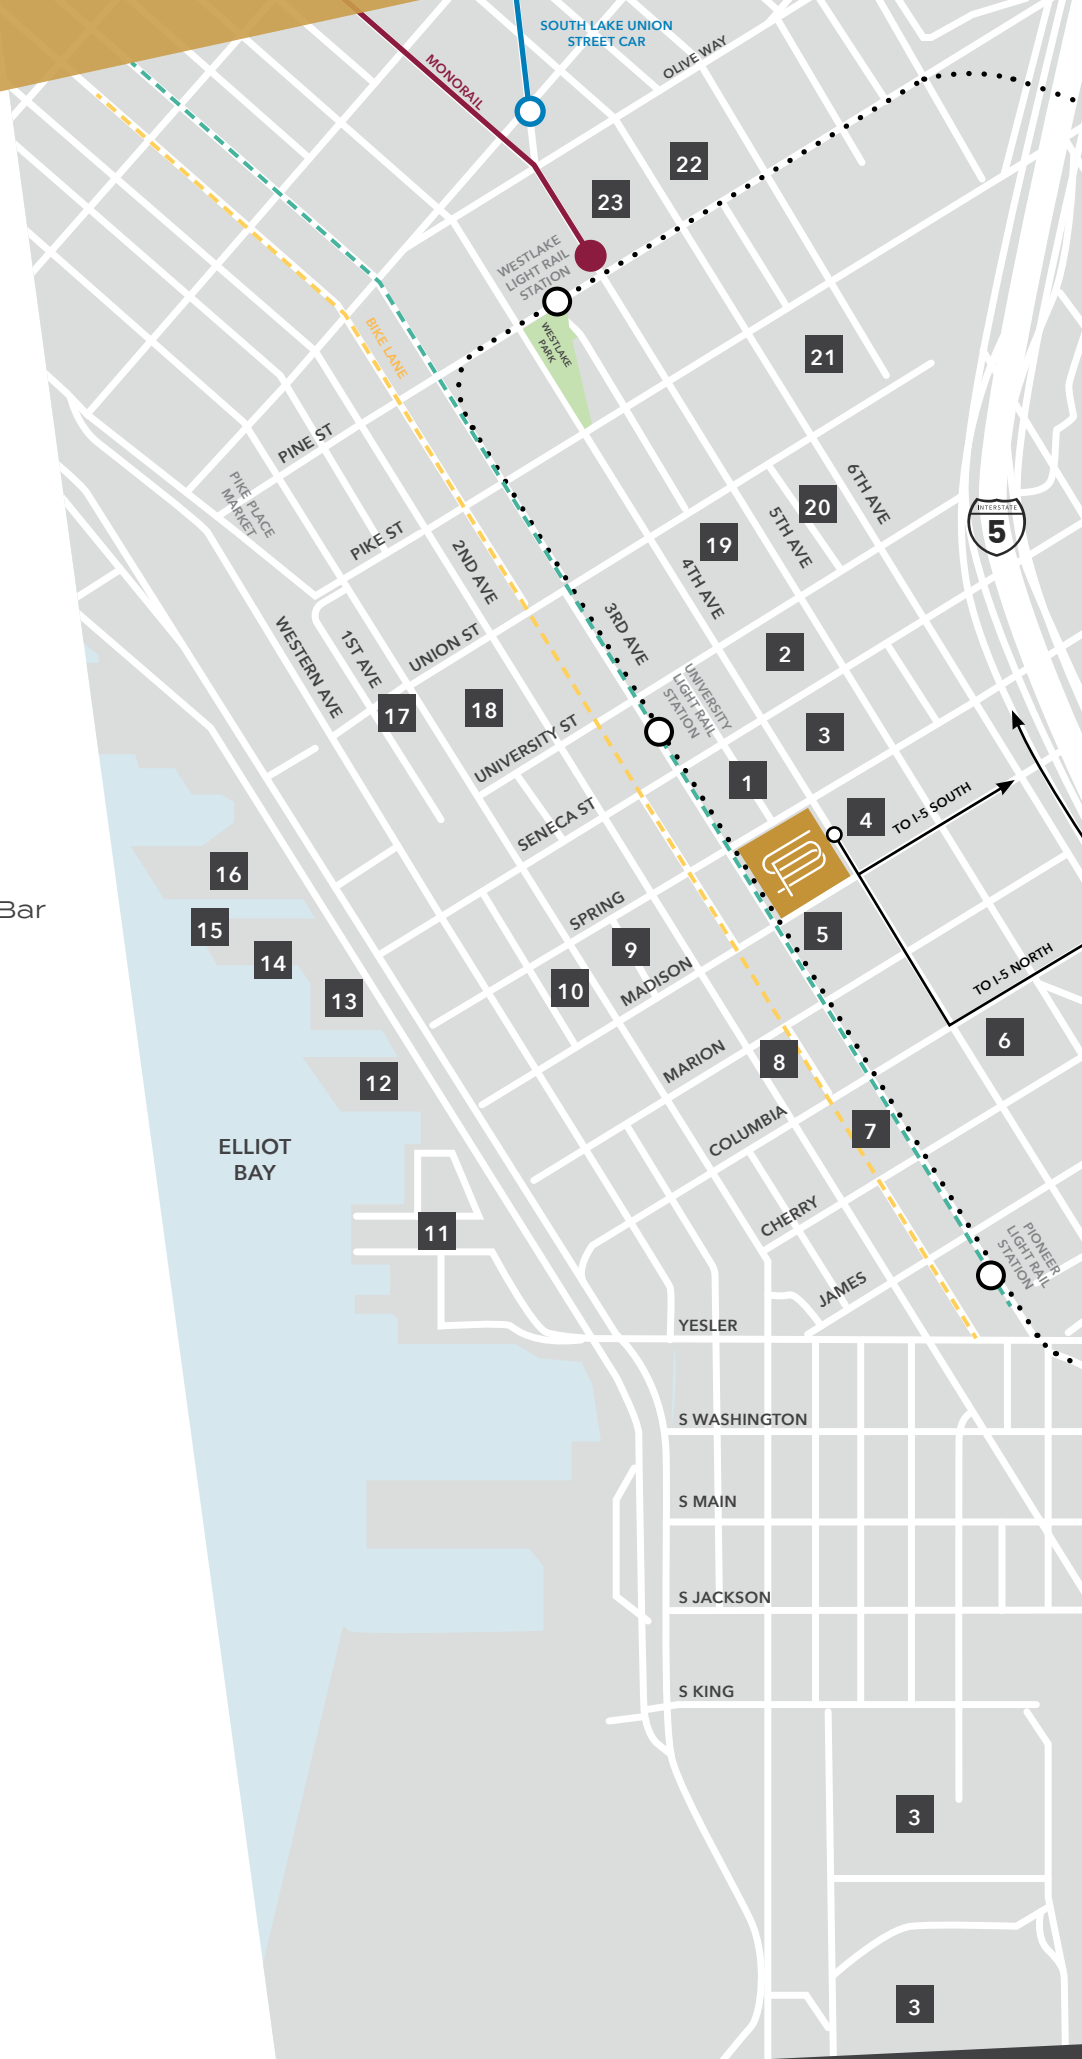 SOUTH LAKE UNION
STREET CAR
OLIVE WAY
MONORAIL
22
23
WESTLAKE
LIGHT RAIL
STATION
WESTLAKE
PARK
BIKE LANE
21
PINE ST
PIKE PLACE
MARKET
6TH AVE
20
5TH AVE
INTERSTATE
5
PIKE ST
19
2ND AVE
4TH AVE
3RD AVE
WESTERN AVE
1ST AVE
UNION ST
2
UNIVERSITY
LIGHT RAIL
STATION
17
18
UNIVERSITY ST
3
1
SENECA ST
4
TO I-5 SOUTH
16
Bar
SPRING
15
5
9
14
MADISON
TO I-5 NORTH
10
13
6
MARION
8
12
COLUMBIA
7
ELLIOT
BAY
CHERRY
11
PIONEER
LIGHT RAIL
STATION
JAMES
YESLER
S WASHINGTON
S MAIN
S JACKSON
S KING
3
3